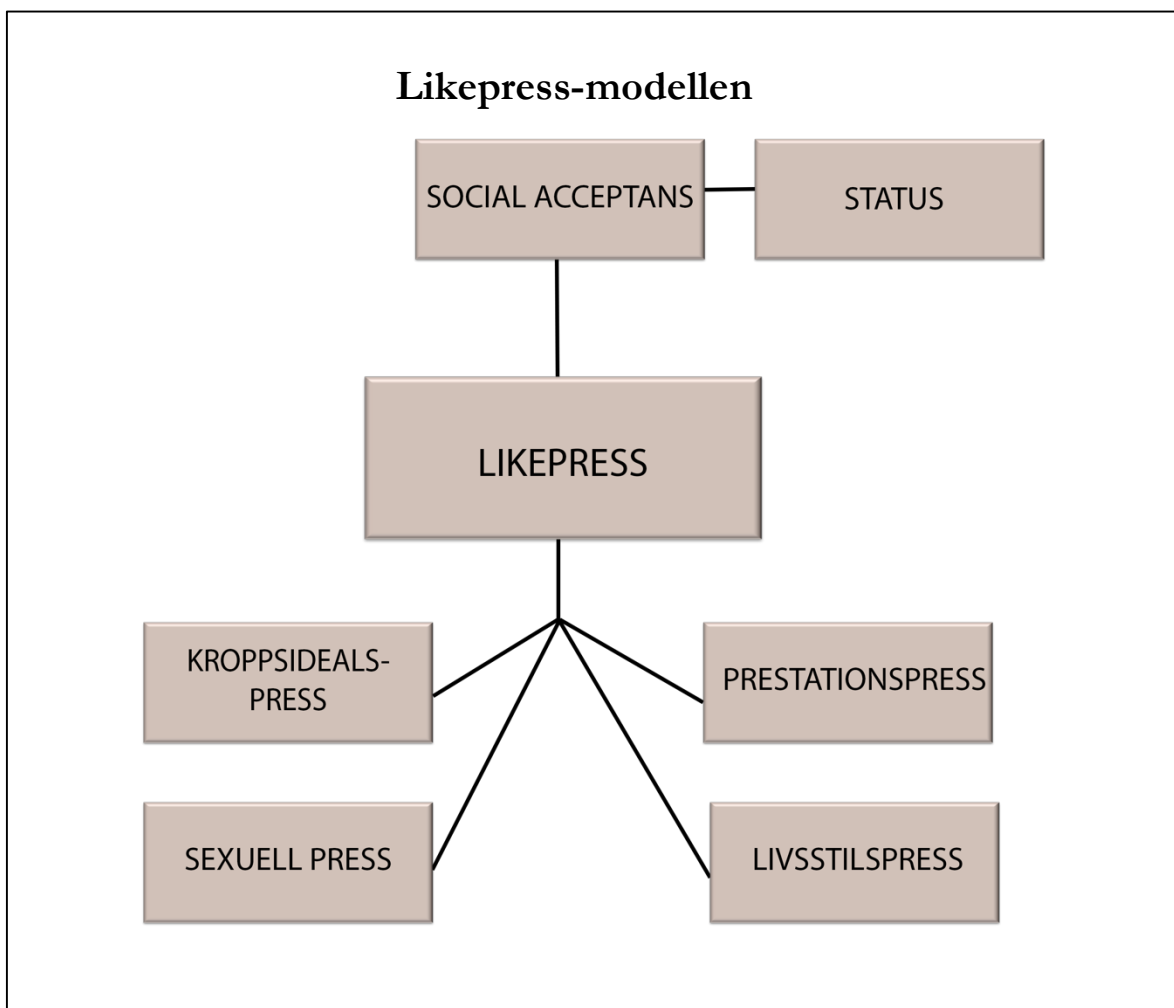 Likepress-modellen
SOCIAL ACCEPTANS
STATUS
LIKEPRESS
KROPPSIDEALS-
PRESS
PRESTATIONSPRESS
SEXUELL PRESS
LIVSSTILSPRESS